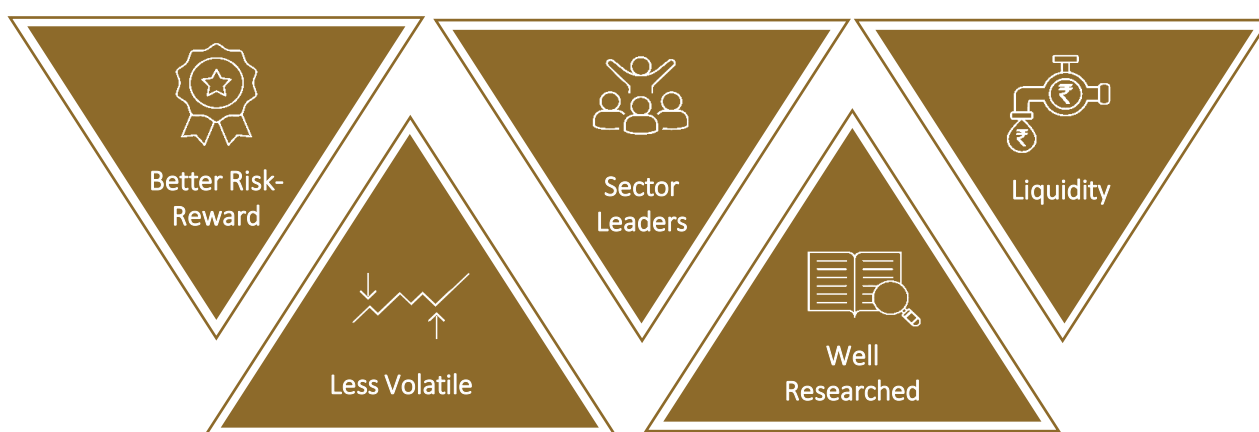 Better Risk-
Reward
Less Volatile
Sector
Leaders
Well
Researched
₹
₹
Liquidity